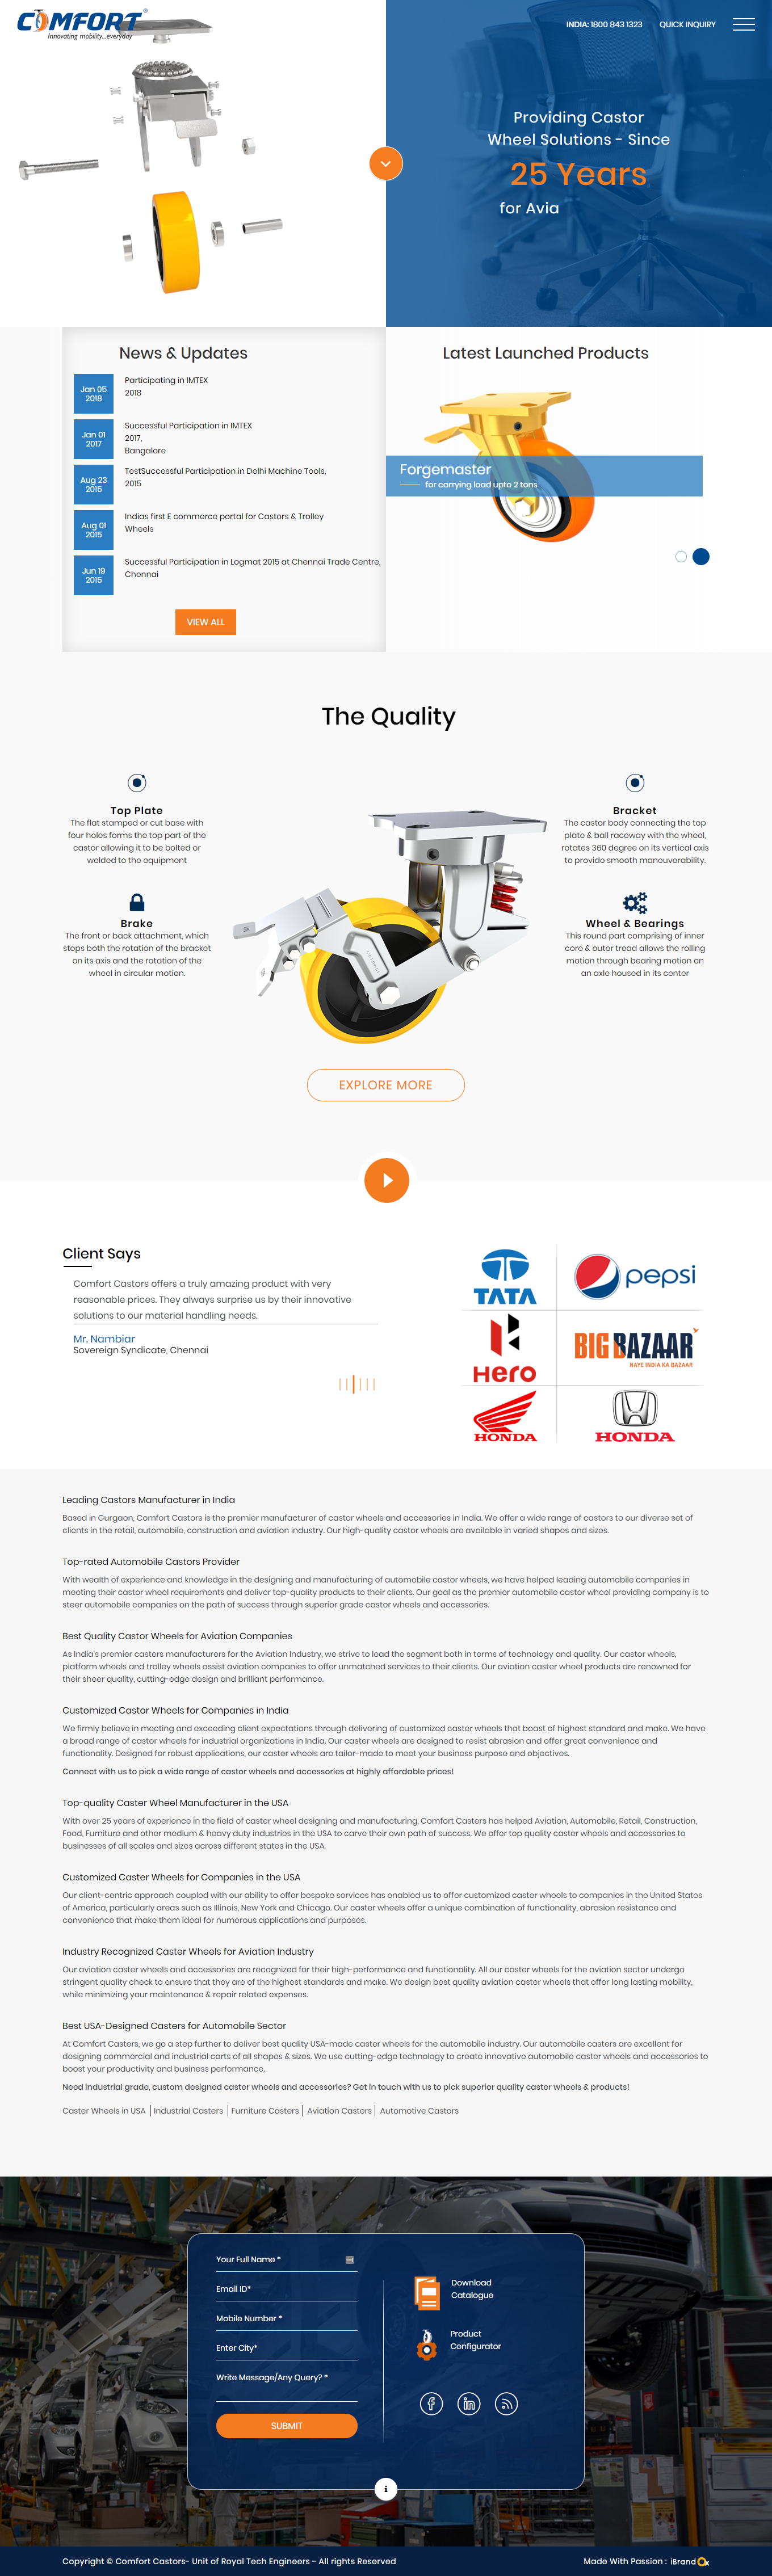 COMFORT®
Innovating mobility...everyday
INDIA: 1800 843 1323
QUICK INQUIRY
Providing Castor
Wheel Solutions - Since
25 Years
for Avia
News & Updates
Jan 05
2018
Participating in IMTEX
2018
Jan 01
2017
Successful Participation in IMTEX
2017,
Bangalore
Aug 23
2015
TestSuccessful Participation in Delhi Machine Tools,
2015
Aug 01
2015
Indias first E commerce portal for Castors & Trolley
Wheels
Jun 19
2015
Successful Participation in Logmat 2015 at Chennai Trade Centre,
Chennai
VIEW ALL
Latest Launched Products
Forgemaster
for carrying load upto 2 tons
The Quality
Top Plate
The flat stamped or cut base with
four holes forms the top part of the
castor allowing it to be bolted or
welded to the equipment
Brake
The front or back attachment, which
stops both the rotation of the bracket
on its axis and the rotation of the
wheel in circular motion.
Bracket
The castor body connecting the top
plate & ball raceway with the wheel,
rotates 360 degree on its vertical axis
to provide smooth maneuverability.
Wheel & Bearings
This round part comprising of inner
core & outer tread allows the rolling
motion through bearing motion on
an axle housed in its center
EXPLORE MORE
Client Says
Comfort Castors offers a truly amazing product with very
reasonable prices. They always surprise us by their innovative
solutions to our material handling needs.
Mr. Nambiar
Sovereign Syndicate, Chennai
TATA
pepsi
Hero
BIG BAZAAR
NAYE INDIA KA BAZAAR
HONDA
HONDA
Leading Castors Manufacturer in India
Based in Gurgaon, Comfort Castors is the premier manufacturer of castor wheels and accessories in India. We offer a wide range of castors to our diverse set of
clients in the retail, automobile, construction and aviation industry. Our high-quality castor wheels are available in varied shapes and sizes.
Top-rated Automobile Castors Provider
With wealth of experience and knowledge in the designing and manufacturing of automobile castor wheels, we have helped leading automobile companies in
meeting their castor wheel requirements and deliver top-quality products to their clients. Our goal as the premier automobile castor wheel providing company is to
steer automobile companies on the path of success through superior grade castor wheels and accessories.
Best Quality Castor Wheels for Aviation Companies
As India's premier castors manufacturers for the Aviation Industry, we strive to lead the segment both in terms of technology and quality. Our castor wheels,
platform wheels and trolley wheels assist aviation companies to offer unmatched services to their clients. Our aviation caster wheel products are renowned for
their sheer quality, cutting-edge design and brilliant performance.
Customized Castor Wheels for Companies in India
We firmly believe in meeting and exceeding client expectations through delivering of customized caster wheels that boast of highest standard and make. We have
a broad range of castor wheels for industrial organizations in India. Our castor wheels are designed to resist abrasion and offer great convenience and
functionality. Designed for robust applications, our caster wheels are tailor-made to meet your business purpose and objectives.
Connect with us to pick a wide range of castor wheels and accessories at highly affordable prices!
Top-quality Caster Wheel Manufacturer in the USA
With over 25 years of experience in the field of caster wheel designing and manufacturing, Comfort Casters has helped Aviation, Automobile, Retail, Construction,
Food, Furniture and other medium & heavy duty industries in the USA to carve their own path of success. We offer top quality caster wheels and accessories to
businesses of all scales and sizes across different states in the USA.
Customized Caster Wheels for Companies in the USA
Our client-centric approach coupled with our ability to offer bespoke services has enabled us to offer customized caster wheels to companies in the United States
of America, particularly areas such as Illinois, New York and Chicago. Our caster wheels offer a unique combination of functionality, abrasion resistance and
convenience that make them ideal for numerous applications and purposes.
Industry Recognized Caster Wheels for Aviation Industry
Our aviation caster wheels and accessories are recognized for their high-performance and functionality. All our caster wheels for the aviation sector undergo
stringent quality check to ensure that they are of the highest standards and make. We design best quality aviation caster wheels that offer long lasting mobility,
while minimizing your maintenance & repair related expenses.
Best USA-Designed Casters for Automobile Sector
At Comfort Casters, we go a step further to deliver best quality USA-made caster wheels for the automobile industry. Our automobile casters are excellent for
designing commercial and industrial carts of all shapes & sizes. We use cutting-edge technology to create innovative automobile caster wheels and accessories to
boost your productivity and business performance.
Need industrial grade, custom designed caster wheels and accessories? Get in touch with us to pick superior quality caster wheels & products!
Caster Wheels in USA | Industrial Casters | Furniture Casters | Aviation Casters | Automotive Castors
Your Full Name *
Email ID*
Mobile Number *
Enter City*
Write Message/Any Query? *
SUBMIT
Download
Catalogue
Product
Configurator
Copyright © Comfort Castors- Unit of Royal Tech Engineers - All rights Reserved
Made With Passion : iBrandOx